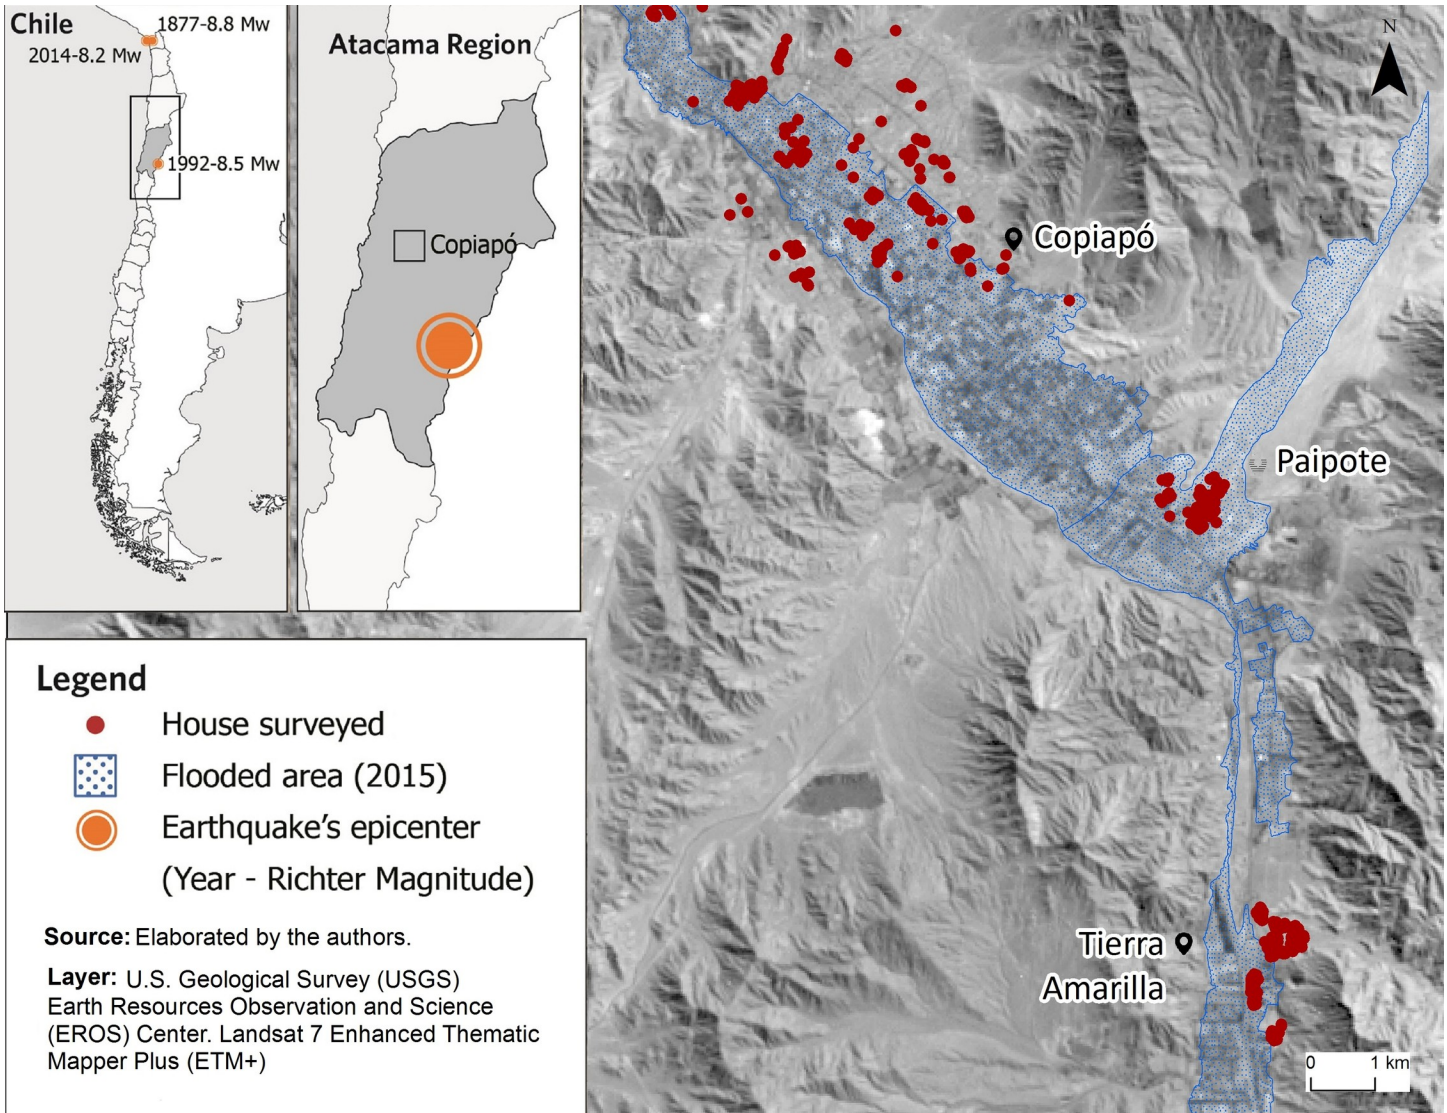 Chile
1877-8.8 Mw
2014-8.2 Mw
1992-8.5 Mw
Atacama Region
Copiapó
N
Copiapó
Paipote
Tierra
Amarilla
0 1 km
Legend
House surveyed
Flooded area (2015)
Earthquake's epicenter
(Year - Richter Magnitude)
Source: Elaborated by the authors.
Layer: U.S. Geological Survey (USGS)
Earth Resources Observation and Science
(EROS) Center. Landsat 7 Enhanced Thematic
Mapper Plus (ETM+)